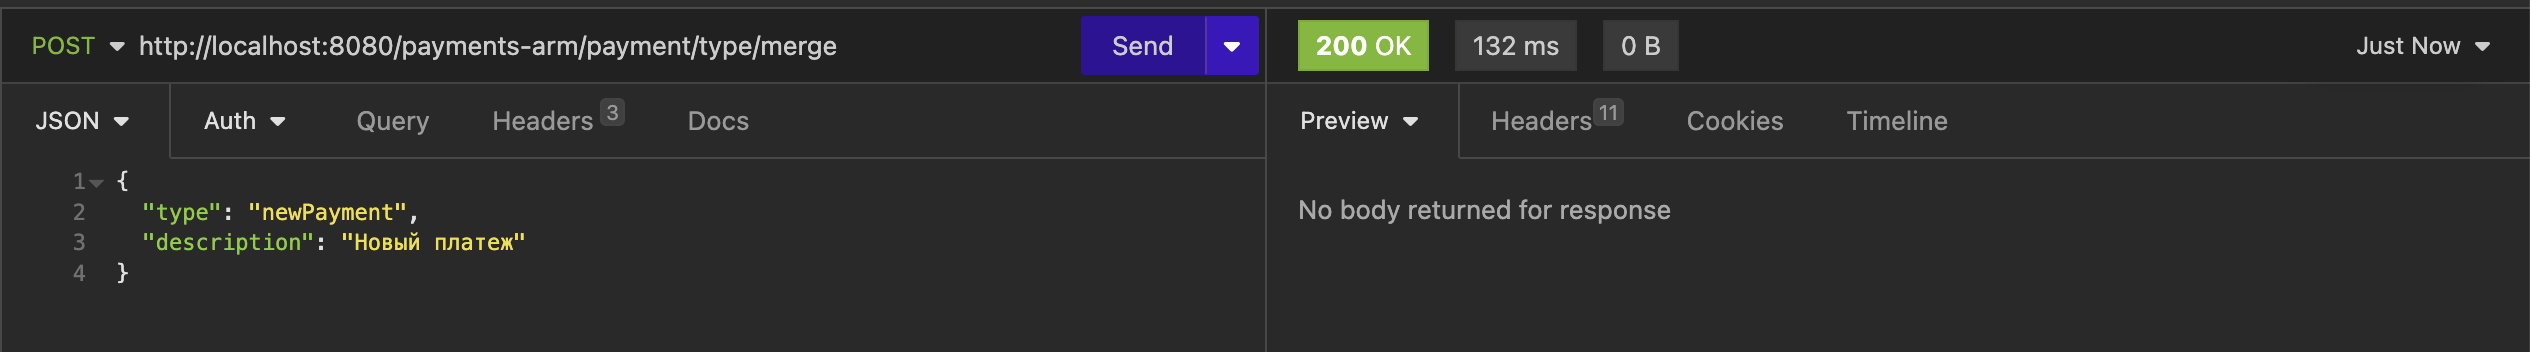 POST http://localhost:8080/payments-arm/payment/type/merge Send 200 OK 132 ms 0 B Just Now
JSON Auth Query Headers 3 Docs Preview Headers 11 Cookies Timeline
1 {
2 "type": "newPayment",
3 "description": "Новый платеж"
4 }
No body returned for response